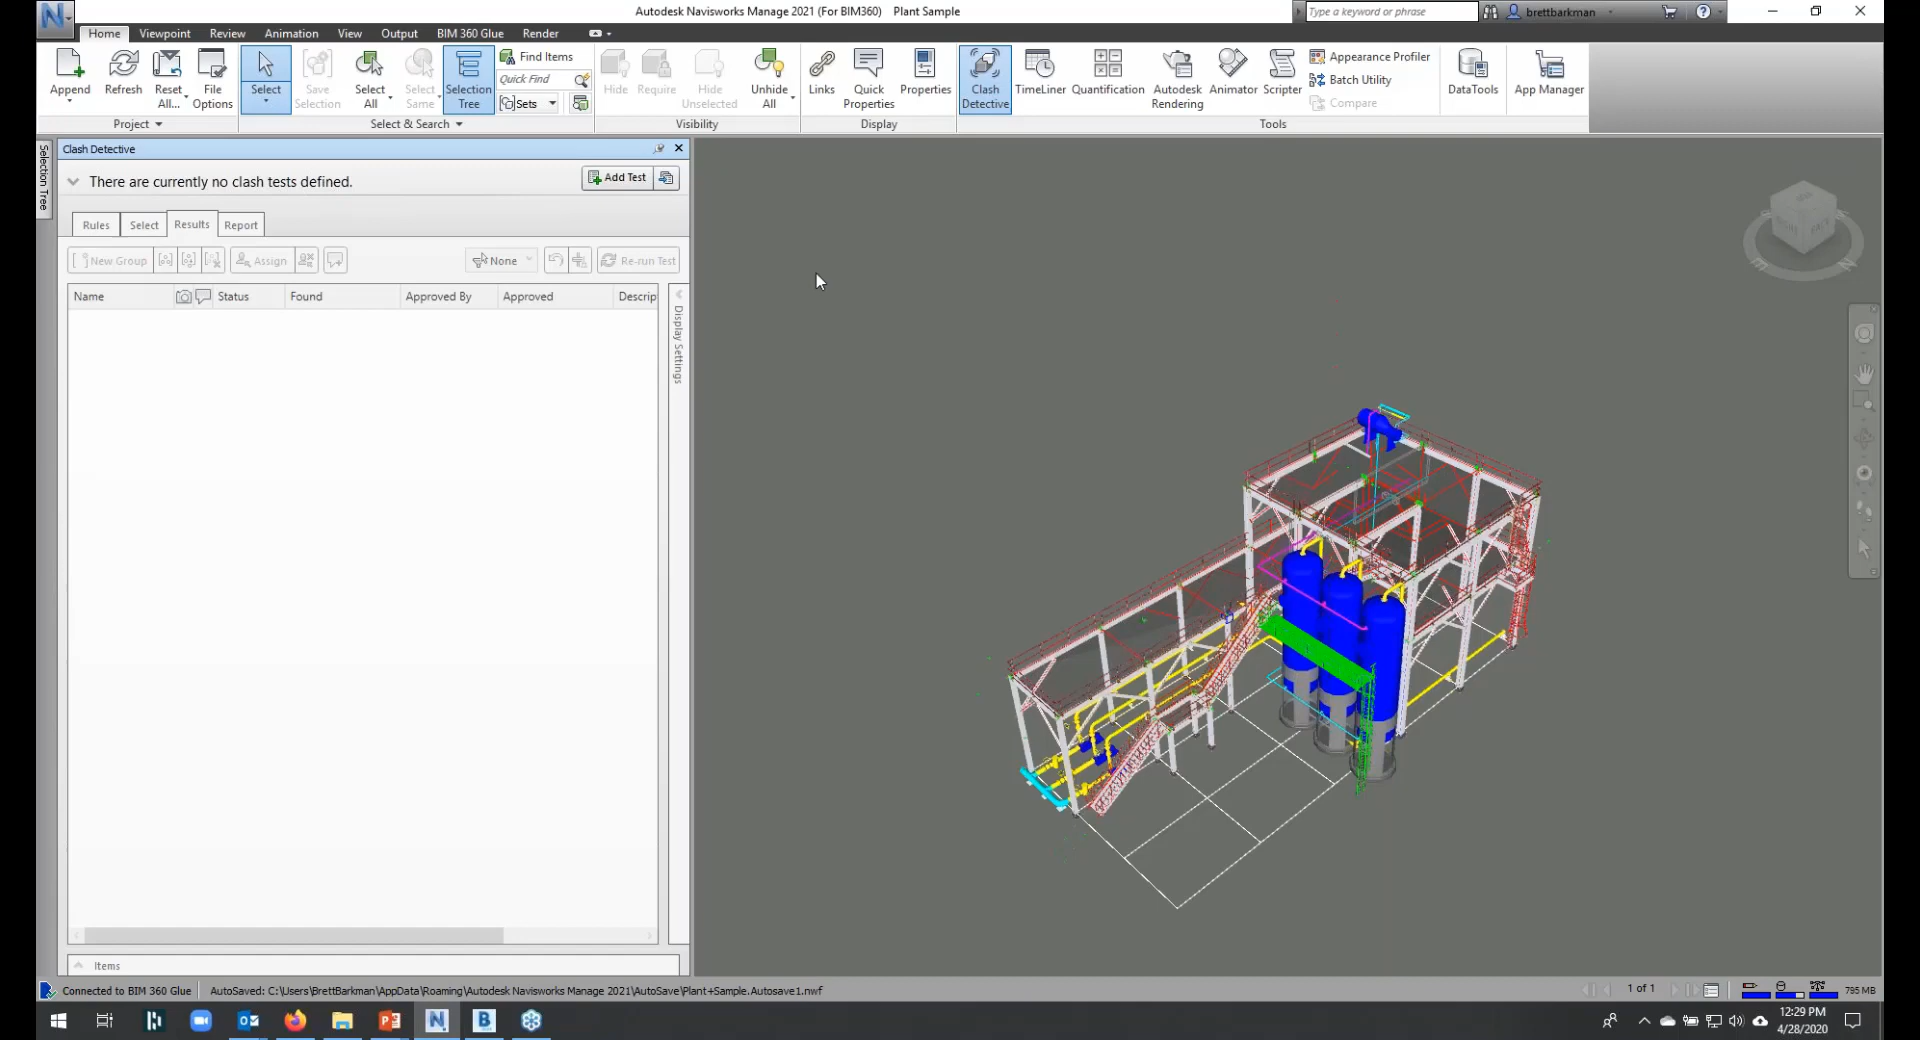 Autodesk Navisworks Manage 2021 (For BIM360) Plant Sample
Type a keyword or phrase
brettbarkman
Home Viewpoint Review Animation View Output BIM 360 Glue Render
Append
Refresh
Reset All...
File Options
Select
Save Selection
Select All
Select Same
Selection Tree
Find Items
Quick Find
Sets
Hide
Require
Hide Unselected
Unhide All
Links
Quick Properties
Properties
Clash Detective
TimeLiner
Quantification
Autodesk Rendering
Animator
Scripter
Appearance Profiler
Batch Utility
Compare
DataTools
App Manager
Project
Select & Search
Visibility
Display
Tools
Selection Tree
Clash Detective
There are currently no clash tests defined.
Add Test
Rules Select Results Report
New Group
Assign
None
Re-run Test
Name Status Found Approved By Approved Descrip
Display Settings
Items
Connected to BIM 360 Glue
AutoSaved: C:\Users\BrettBarkman\AppData\Roaming\Autodesk Navisworks Manage 2021\AutoSave\Plant+Sample.Autosave1.nwf
1 of 1
795 MB
12:29 PM
4/28/2020